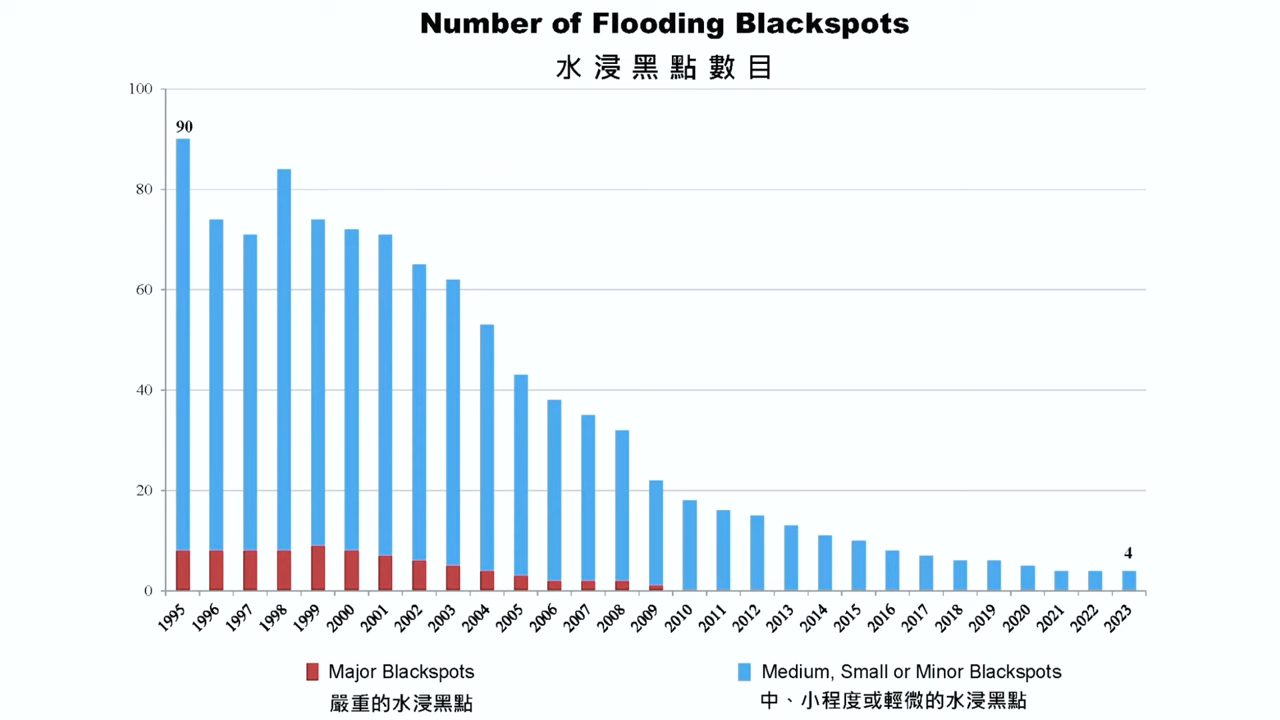 Number of Flooding Blackspots
水浸黑點數目
100
90
80
60
40
20
4
0
1995 1996 1997 1998 1999 2000 2001 2002 2003 2004 2005 2006 2007 2008 2009 2010 2011 2012 2013 2014 2015 2016 2017 2018 2019 2020 2021 2022 2023
Major Blackspots
嚴重的水浸黑點
Medium, Small or Minor Blackspots
中、小程度或輕微的水浸黑點